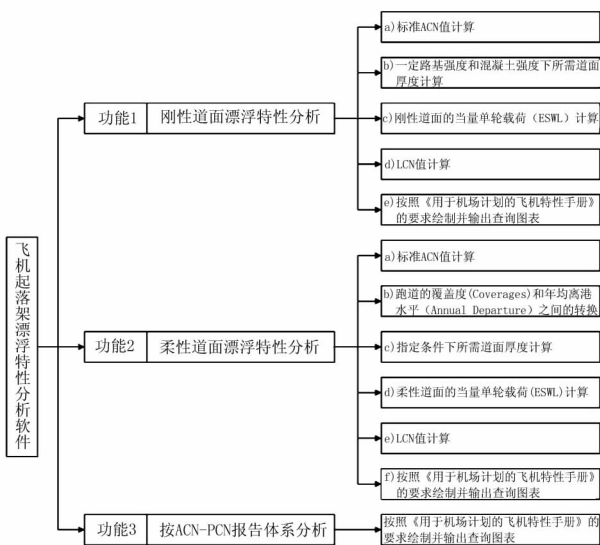 飞机起落架漂浮特性分析软件
功能1
刚性道面漂浮特性分析
a)标准ACN值计算
b)一定路基强度和混凝土强度下所需道面
厚度计算
c)刚性道面的当量单轮载荷（ESWL）计算
d)LCN值计算
e)按照《用于机场计划的飞机特性手册》
的要求绘制并输出查询图表
功能2
柔性道面漂浮特性分析
a)标准ACN值计算
b)跑道的覆盖度(Coverages)和年均离港
水平（Annual Departure）之间的转换
c)指定条件下所需道面厚度计算
d)柔性道面的当量单轮载荷(ESWL)计算
e)LCN值计算
f)按照《用于机场计划的飞机特性手册》
的要求绘制并输出查询图表
功能3
按ACN-PCN报告体系分析
按照《用于机场计划的飞机特性手册》的
要求绘制并输出查询图表